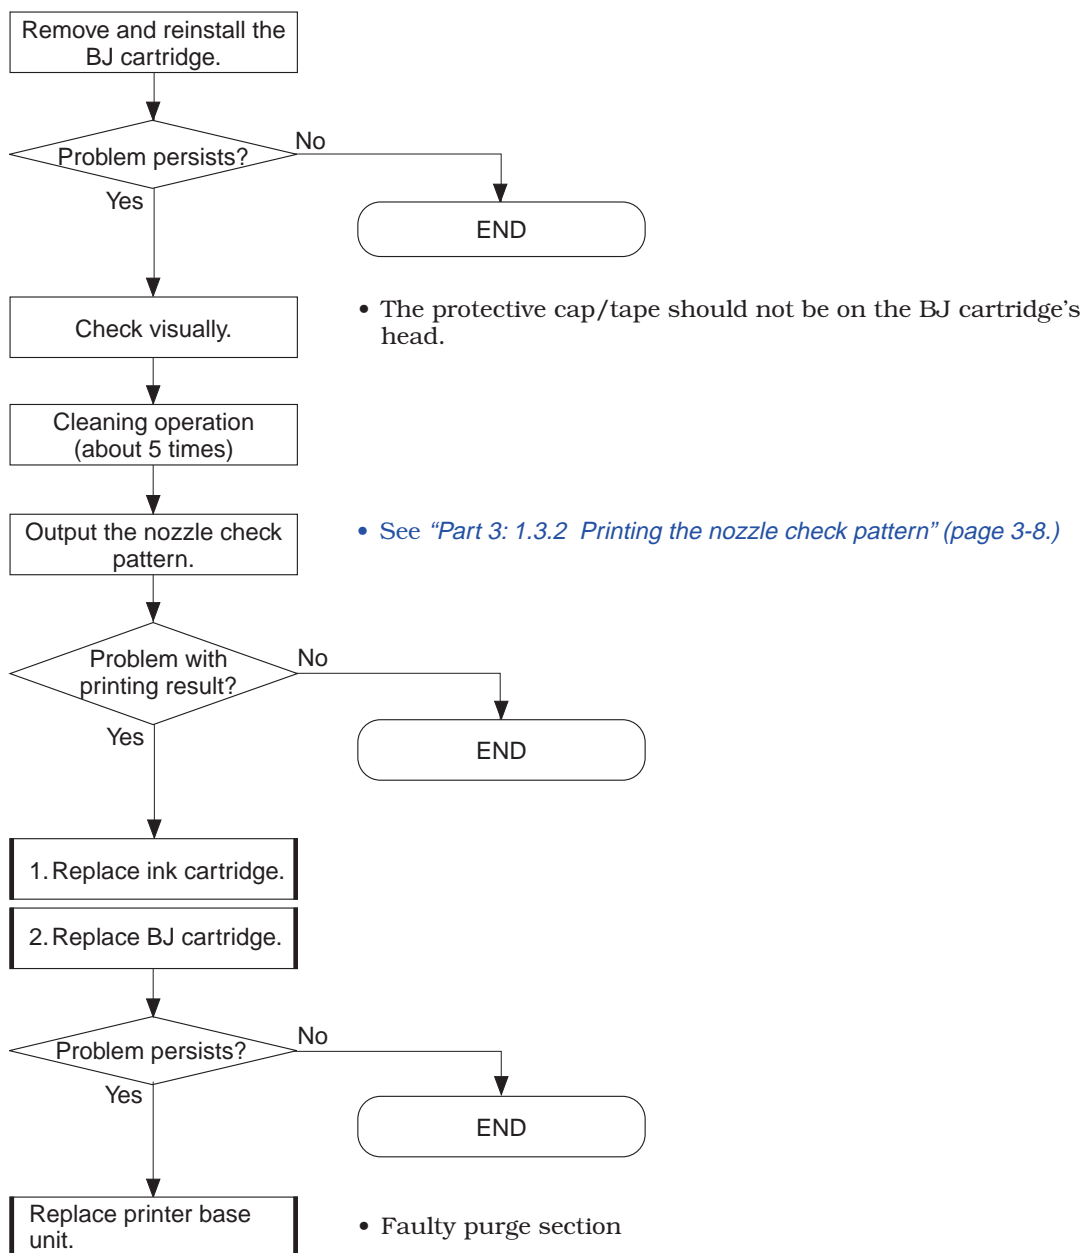 Remove and reinstall the
BJ cartridge.
Problem persists?
No
Yes
END
Check visually.
• The protective cap/tape should not be on the BJ cartridge's
head.
Cleaning operation
(about 5 times)
Output the nozzle check
pattern.
• See "Part 3: 1.3.2 Printing the nozzle check pattern" (page 3-8.)
Problem with
printing result?
No
Yes
END
1. Replace ink cartridge.
2. Replace BJ cartridge.
Problem persists?
No
Yes
END
Replace printer base
unit.
• Faulty purge section